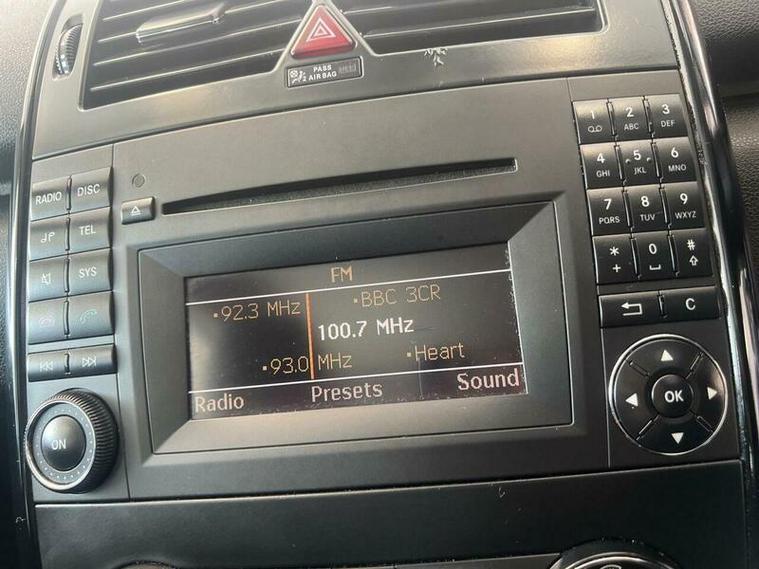 PASS
AIR BAG
RADIO
DISC
TEL
SYS
ON
FM
92.3 MHz
BBC 3CR
100.7 MHz
93.0 MHz
Heart
Radio
Presets
Sound
1
2
ABC
3
DEF
4
GHI
5
JKL
6
MNO
7
PQRS
8
TUV
9
WXYZ
*
+
0
#
C
OK